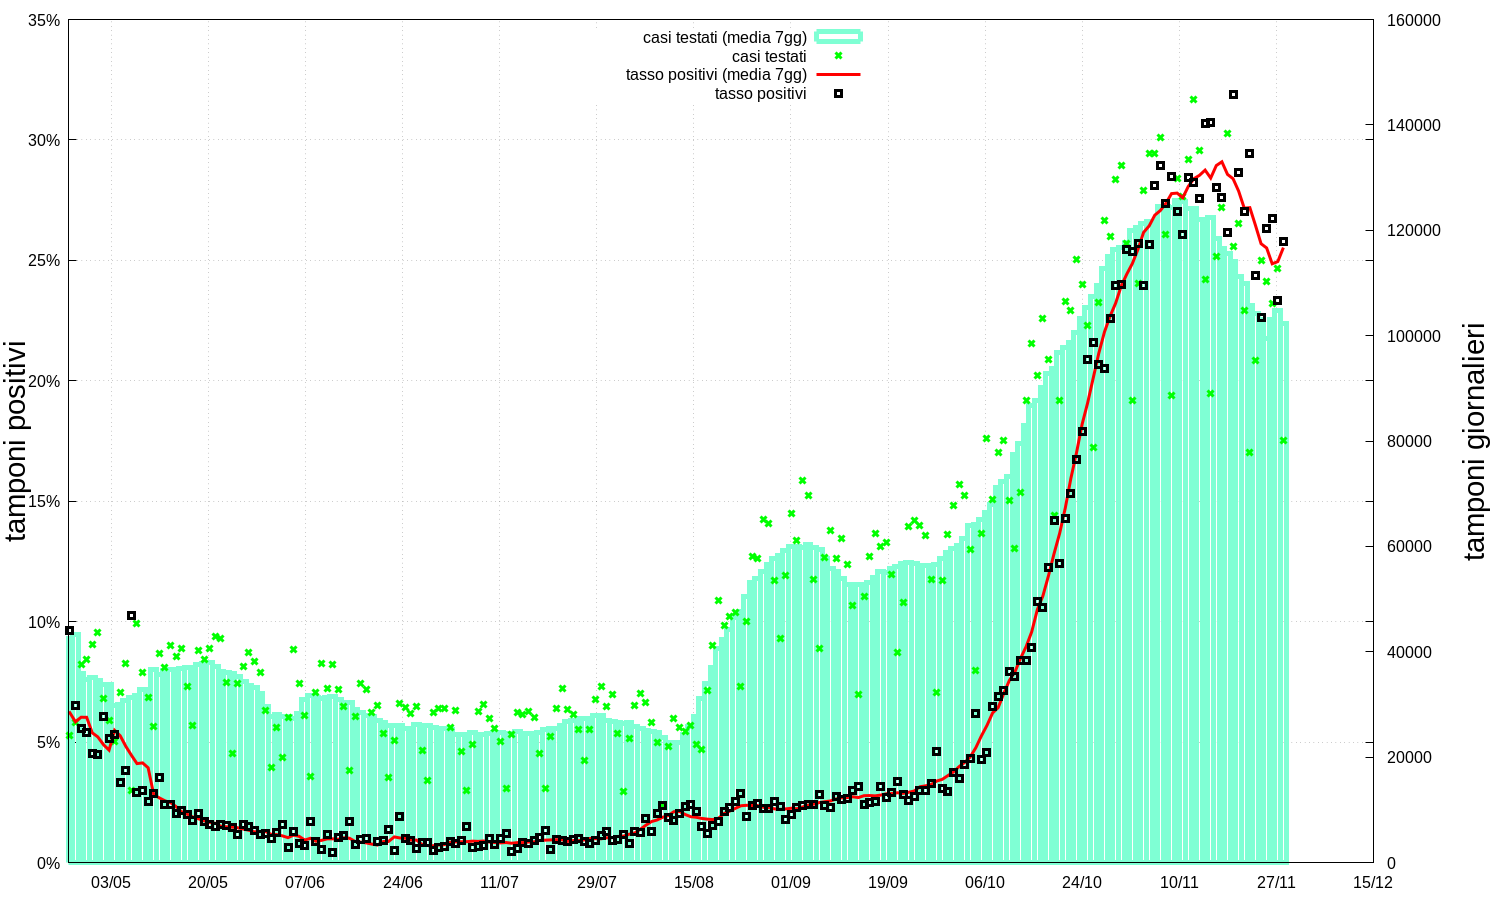 casi testati (media 7gg)
casi testati
tasso positivi (media 7gg)
tasso positivi
35%
30%
25%
20%
15%
10%
5%
0%
tamponi positivi
160000
140000
120000
100000
80000
60000
40000
20000
0
tamponi giornalieri
03/05 20/05 07/06 24/06 11/07 29/07 15/08 01/09 19/09 06/10 24/10 10/11 27/11 15/12